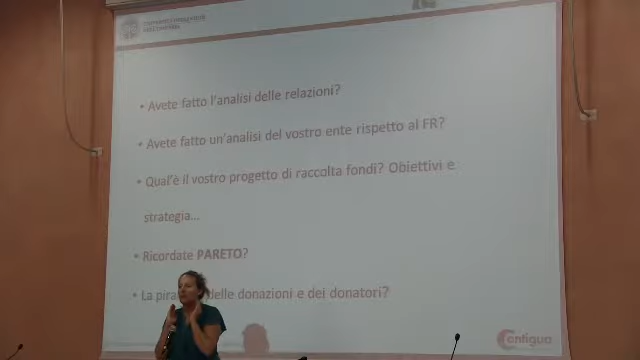 • Avete fatto l'analisi delle relazioni?
• Avete fatto un'analisi del vostro ente rispetto al FR?
• Qual'è il vostro progetto di raccolta fondi? Obiettivi e
strategia...
• Ricordate PARETO?
• La pira delle donazioni e dei donatori?
Contigua